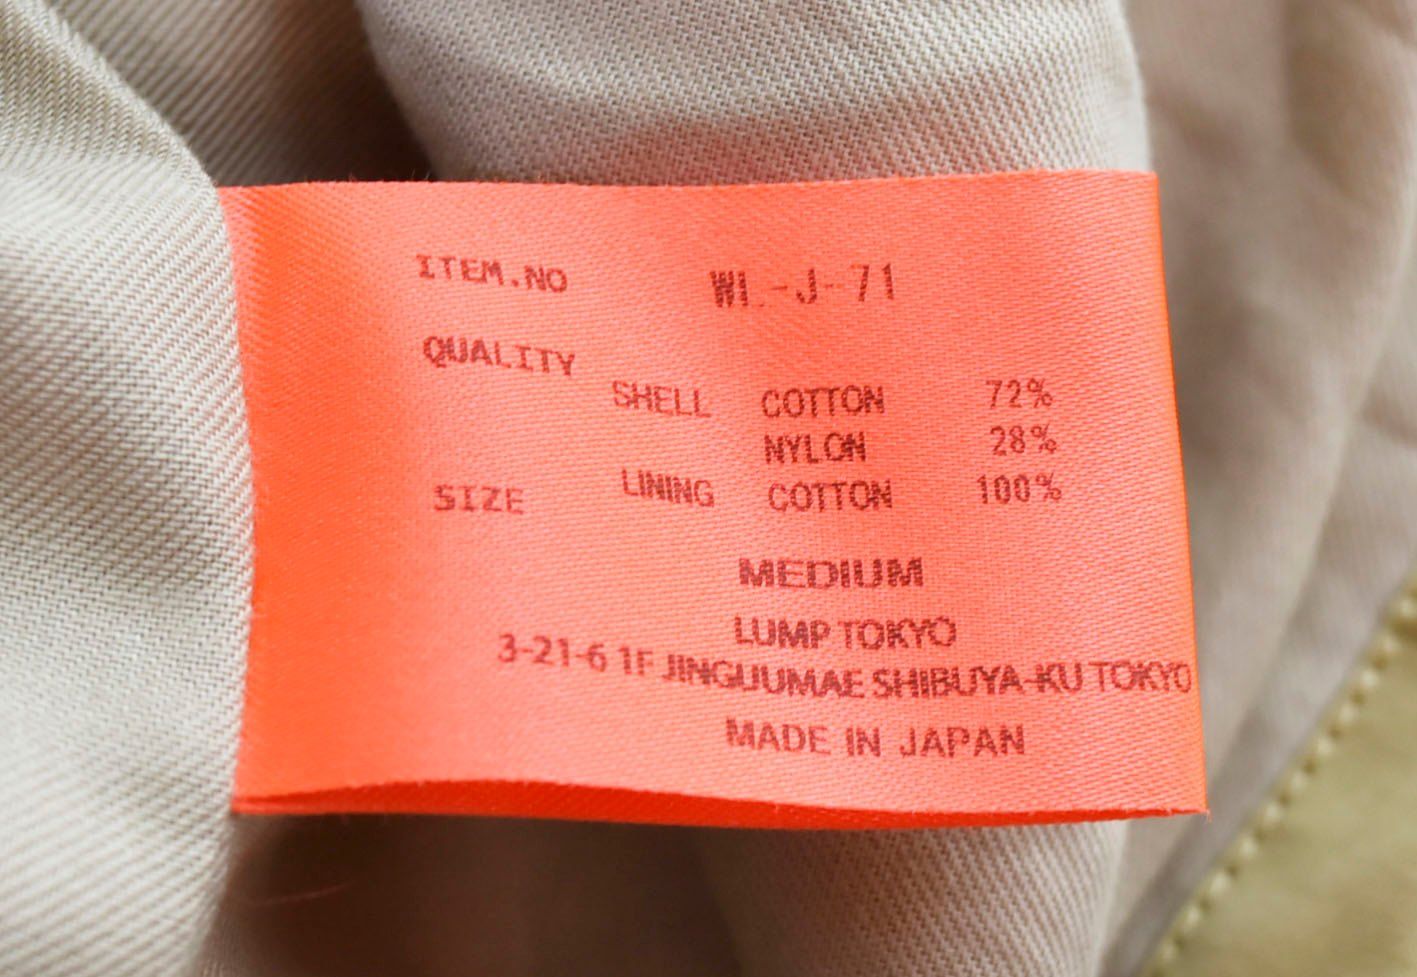 ITEM.NO WL-J-71
QUALITY
SHELL COTTON 72%
NYLON 28%
LINING COTTON 100%
SIZE
MEDIUM
LUMP TOKYO
3-21-6 1F JINGUUMAE SHIBUYA-KU TOKYO
MADE IN JAPAN